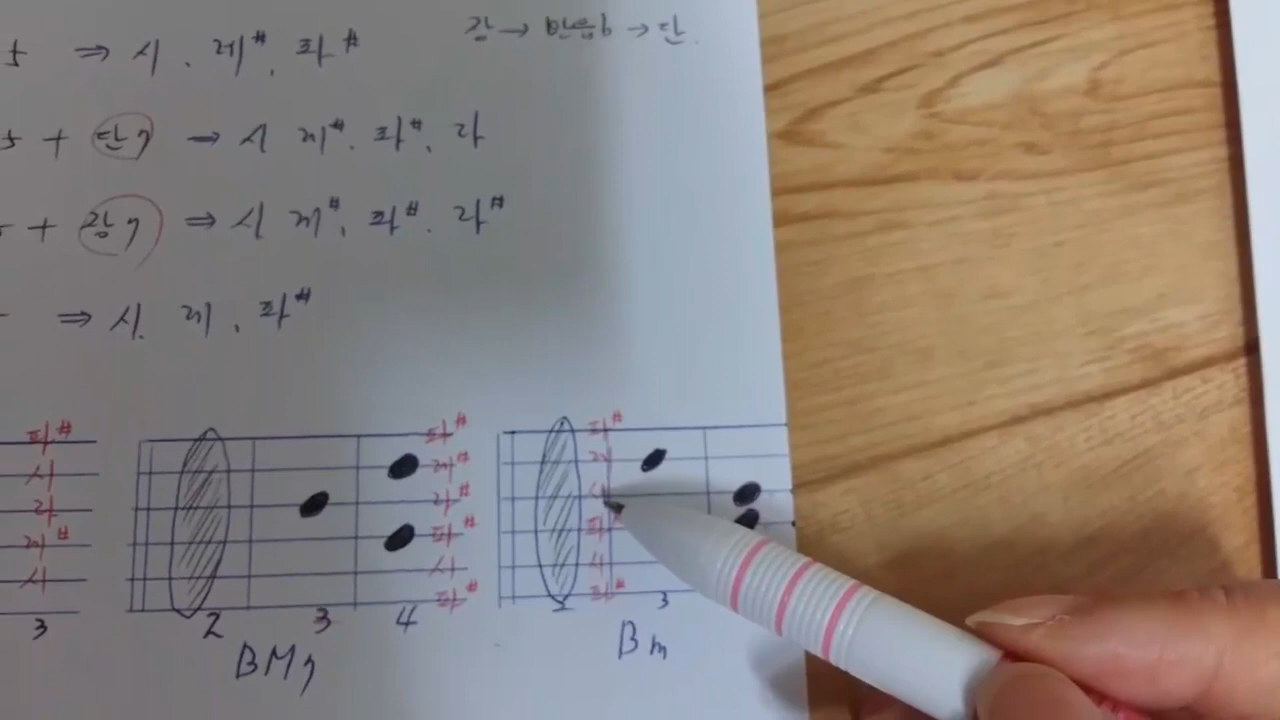 장 → 반음b → 단
5 ⇒ 시. 레#. 파#
5 + 단7 → 시 레#. 파#. 라
+ 장7 ⇒ 시 레#. 파#. 라#
⇒ 시. 레. 파#
파# 파# 파#
시 레# 레
라 라# 시
레# 파# 파
시 시 시
파# 파#
3 2 3 4 3
BM7 Bm